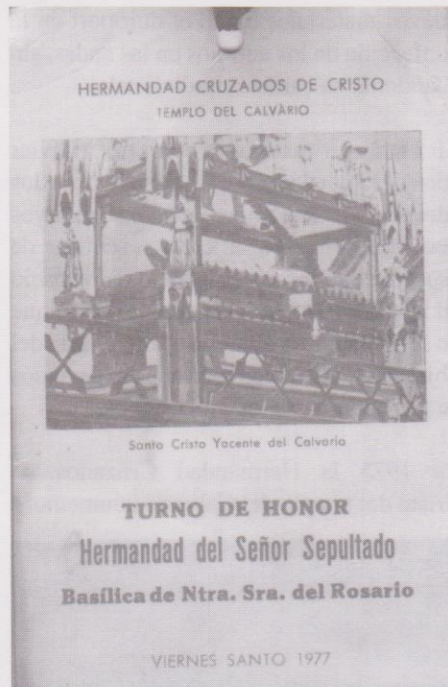 HERMANDAD CRUZADOS DE CRISTO
TEMPLO DEL CALVARIO
Santo Cristo Yacente del Calvario
TURNO DE HONOR
Hermandad del Señor Sepultado
Basílica de Ntra. Sra. del Rosario
VIERNES SANTO 1977